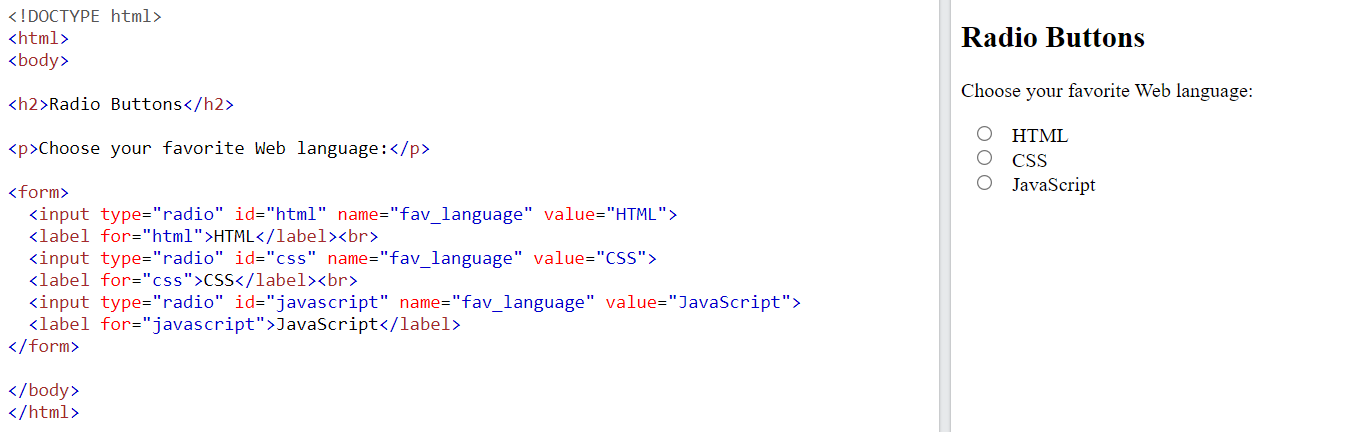 <!DOCTYPE html>
<html>
<body>
<h2>Radio Buttons</h2>
<p>Choose your favorite Web language:</p>
<form>
  <input type="radio" id="html" name="fav_language" value="HTML">
  <label for="html">HTML</label><br>
  <input type="radio" id="css" name="fav_language" value="CSS">
  <label for="css">CSS</label><br>
  <input type="radio" id="javascript" name="fav_language" value="JavaScript">
  <label for="javascript">JavaScript</label>
</form>
</body>
</html>
Radio Buttons
Choose your favorite Web language:
HTML
CSS
JavaScript